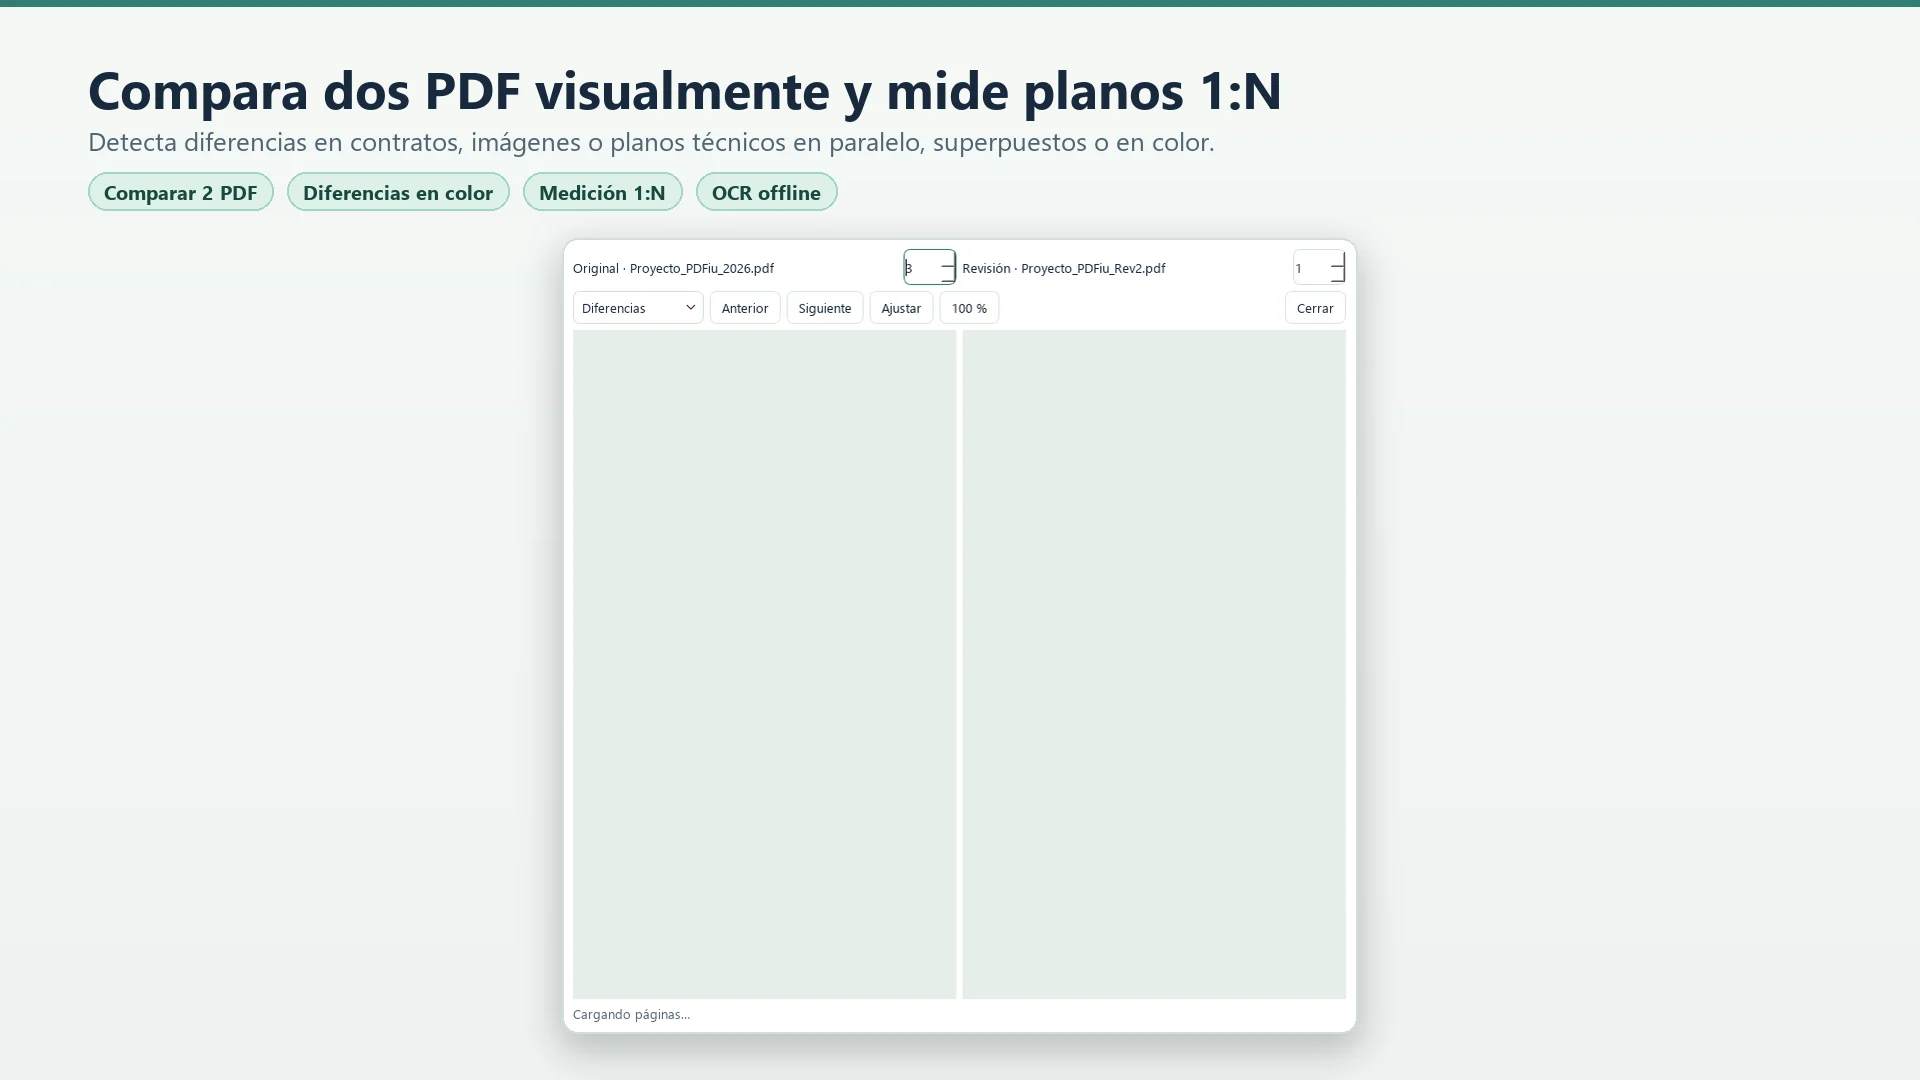 Compara dos PDF visualmente y mide planos 1:N
Detecta diferencias en contratos, imágenes o planos técnicos en paralelo, superpuestos o en color.
Comparar 2 PDF Diferencias en color Medición 1:N OCR offline
Original · Proyecto_PDFiu_2026.pdf 3 Revisión · Proyecto_PDFiu_Rev2.pdf 1
Diferencias Anterior Siguiente Ajustar 100 % Cerrar
Cargando páginas...